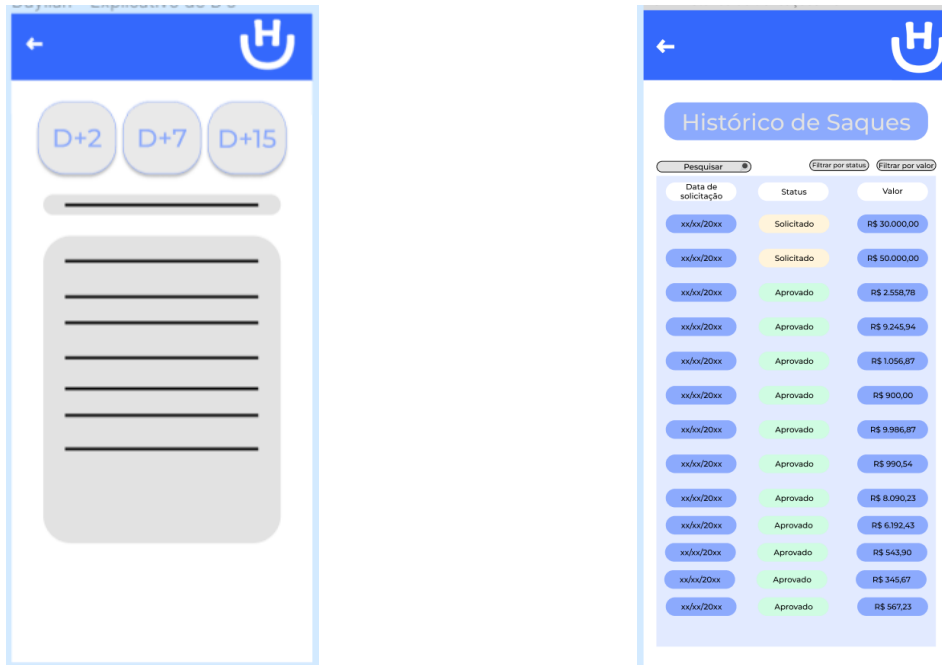 H
D+2 D+7 D+15
H
Histórico de Saques
Pesquisar Filtrar por status Filtrar por valor
Data de
solicitação
Status
Valor
xx/xx/20xx Solicitado R$ 30.000,00
xx/xx/20xx Solicitado R$ 50.000,00
xx/xx/20xx Aprovado R$ 2.558,78
xx/xx/20xx Aprovado R$ 9.245,94
xx/xx/20xx Aprovado R$ 1.056,87
xx/xx/20xx Aprovado R$ 900,00
xx/xx/20xx Aprovado R$ 9.986,87
xx/xx/20xx Aprovado R$ 990,54
xx/xx/20xx Aprovado R$ 8.090,23
xx/xx/20xx Aprovado R$ 6.192,43
xx/xx/20xx Aprovado R$ 543,90
xx/xx/20xx Aprovado R$ 345,67
xx/xx/20xx Aprovado R$ 567,23